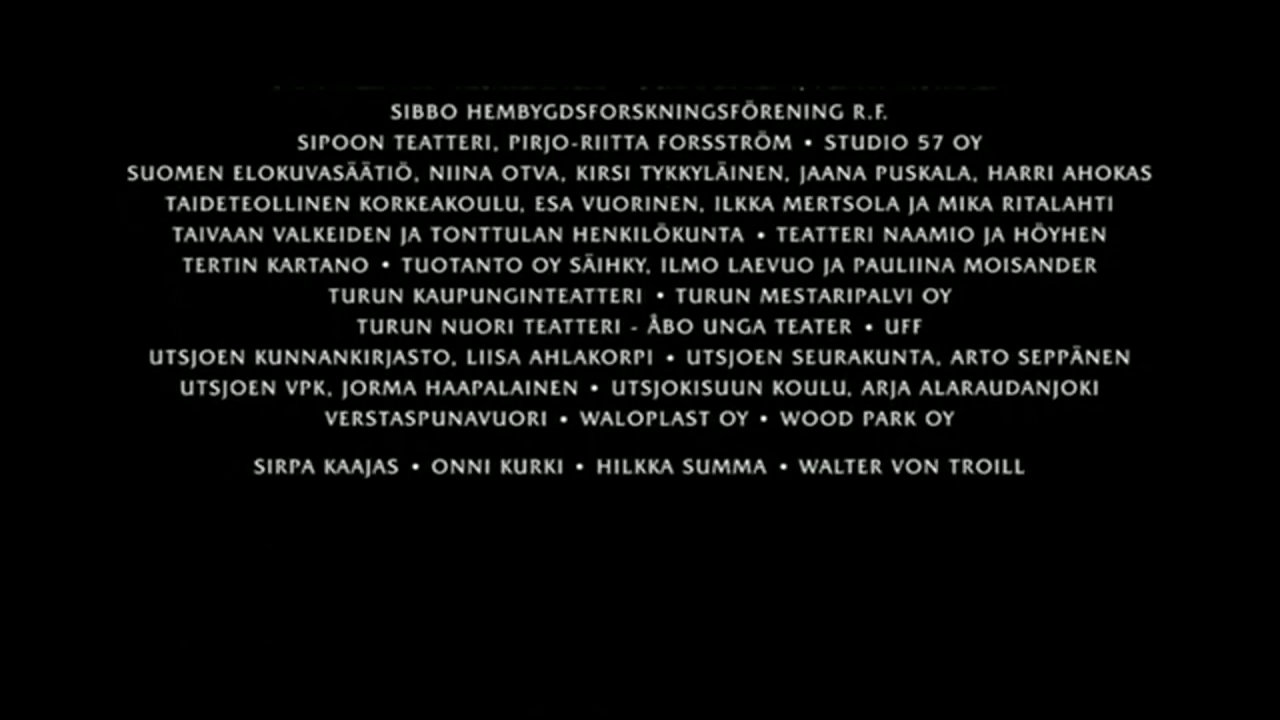 SIBBO HEMBYGDSFORSKNINGSFÖRENING R.F.
SIPOON TEATTERI, PIRJO-RIITTA FORSSTRÖM • STUDIO 57 OY
SUOMEN ELOKUVASÄÄTIÖ, NIINA OTVA, KIRSI TYKKYLÄINEN, JAANA PUSKALA, HARRI AHOKAS
TAIDETEOLLINEN KORKEAKOULU, ESA VUORINEN, ILKKA MERTSOLA JA MIKA RITALAHTI
TAIVAAN VALKEIDEN JA TONTTULAN HENKILÖKUNTA • TEATTERI NAAMIO JA HÖYHEN
TERTIN KARTANO • TUOTANTO OY SÄIHKY, ILMO LAEVUO JA PAULIINA MOISANDER
TURUN KAUPUNGINTEATTERI • TURUN MESTARIPALVI OY
TURUN NUORI TEATTERI - ÅBO UNGA TEATER • UFF
UTSJOEN KUNNANKIRJASTO, LIISA AHLAKORPI • UTSJOEN SEURAKUNTA, ARTO SEPPÄNEN
UTSJOEN VPK, JORMA HAAPALAINEN • UTSJOKISUUN KOULU, ARJA ALARAUDANJOKI
VERSTASPUNAVUORI • WALOPLAST OY • WOOD PARK OY
SIRPA KAAJAS • ONNI KURKI • HILKKA SUMMA • WALTER VON TROILL